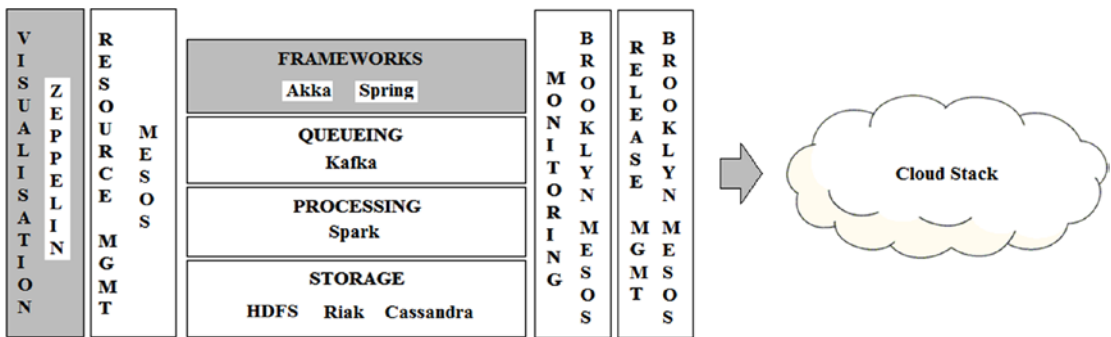 VISUALISATION
ZEPPELIN
RESOURCE MGMT
MESOS
FRAMEWORKS
Akka Spring
QUEUEING
Kafka
PROCESSING
Spark
STORAGE
HDFS Riak Cassandra
MONITORING
BROOKLYN MESOS
RELEASE MGMT
BROOKLYN MESOS
Cloud Stack